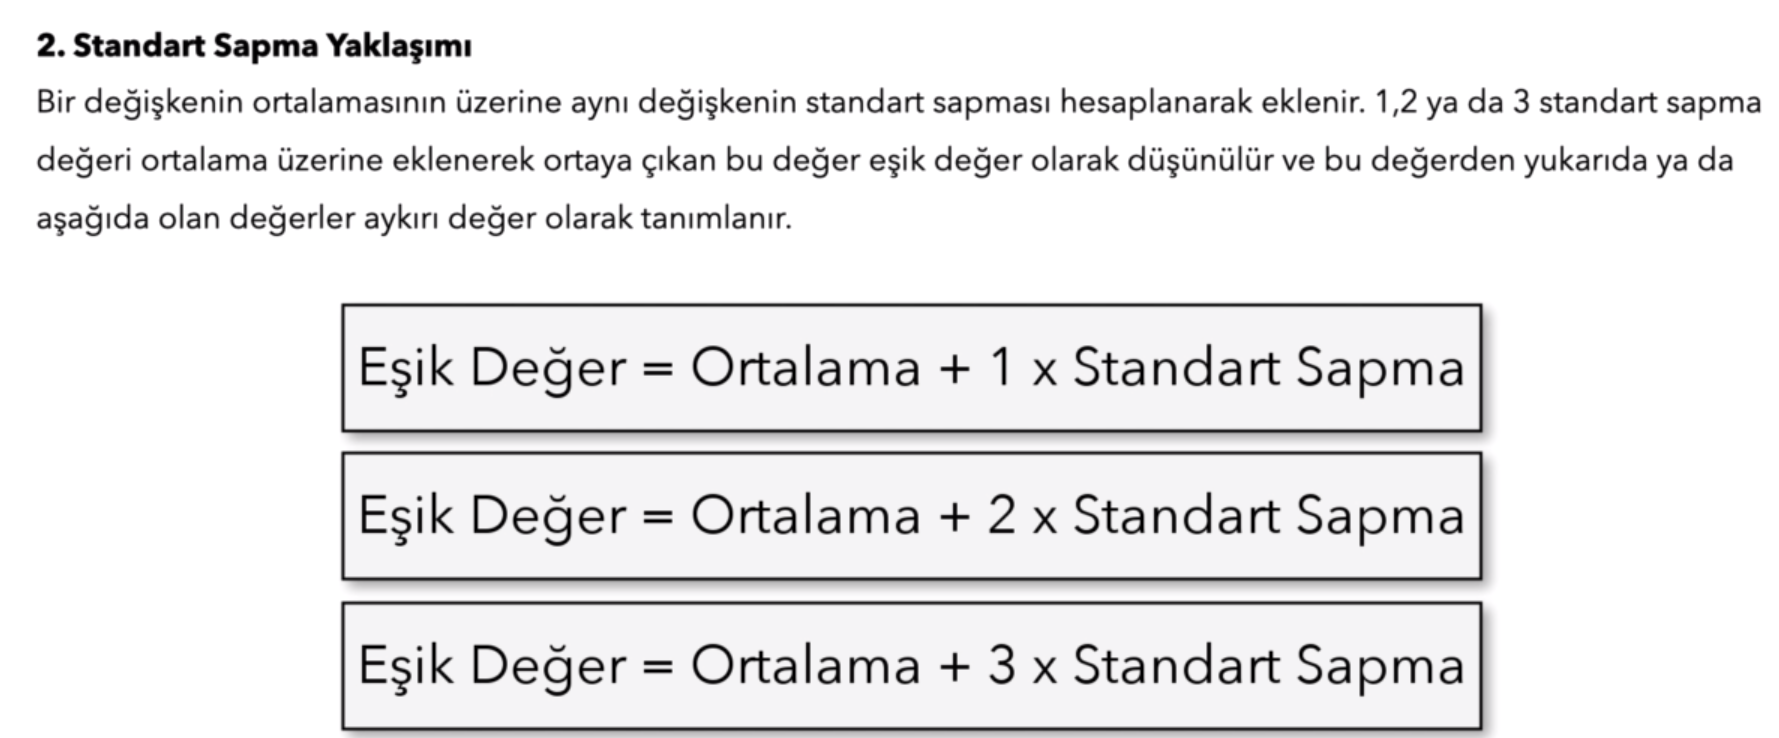 2. Standart Sapma Yaklaşımı
Bir değişkenin ortalamasının üzerine aynı değişkenin standart sapması hesaplanarak eklenir. 1,2 ya da 3 standart sapma
değeri ortalama üzerine eklenerek ortaya çıkan bu değer eşik değer olarak düşünülür ve bu değerden yukarıda ya da
aşağıda olan değerler aykırı değer olarak tanımlanır.
Eşik Değer = Ortalama + 1 x Standart Sapma
Eşik Değer = Ortalama + 2 x Standart Sapma
Eşik Değer = Ortalama + 3 x Standart Sapma